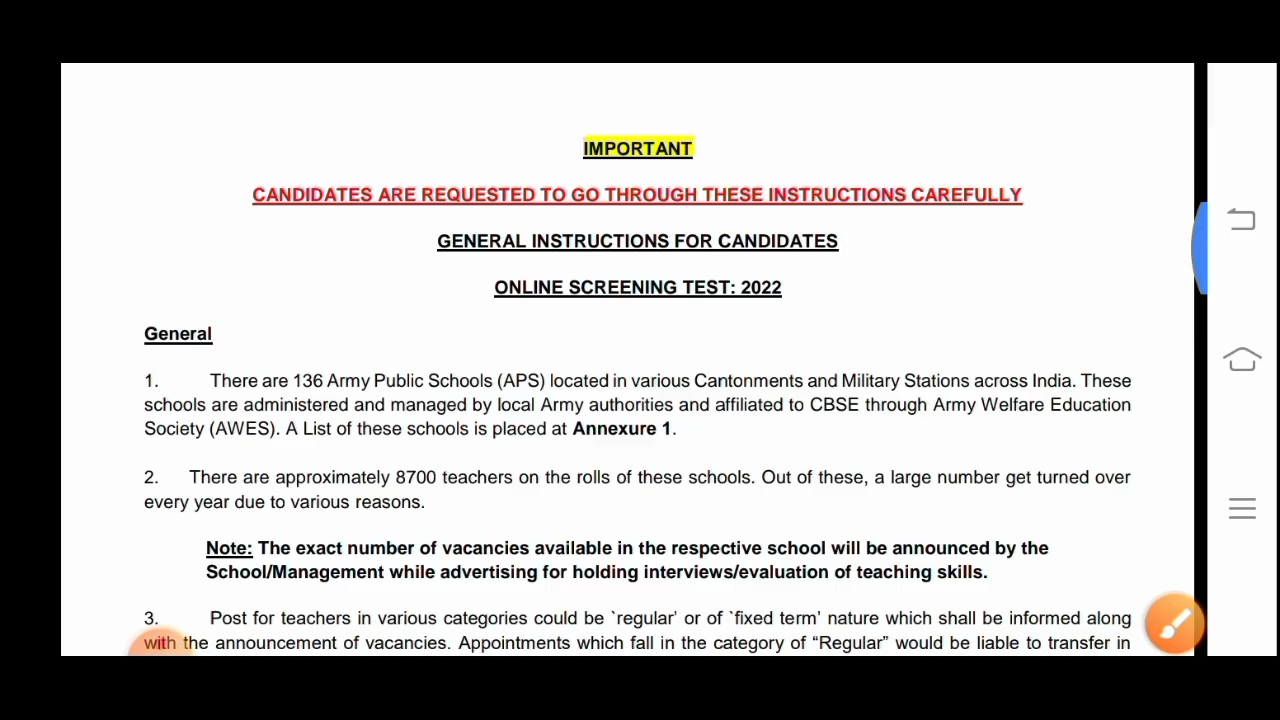 IMPORTANT
CANDIDATES ARE REQUESTED TO GO THROUGH THESE INSTRUCTIONS CAREFULLY
GENERAL INSTRUCTIONS FOR CANDIDATES
ONLINE SCREENING TEST: 2022
General
1. There are 136 Army Public Schools (APS) located in various Cantonments and Military Stations across India. These
schools are administered and managed by local Army authorities and affiliated to CBSE through Army Welfare Education
Society (AWES). A List of these schools is placed at Annexure 1.
2. There are approximately 8700 teachers on the rolls of these schools. Out of these, a large number get turned over
every year due to various reasons.
Note: The exact number of vacancies available in the respective school will be announced by the
School/Management while advertising for holding interviews/evaluation of teaching skills.
3. Post for teachers in various categories could be `regular’ or of `fixed term’ nature which shall be informed along
with the announcement of vacancies. Appointments which fall in the category of “Regular” would be liable to transfer in